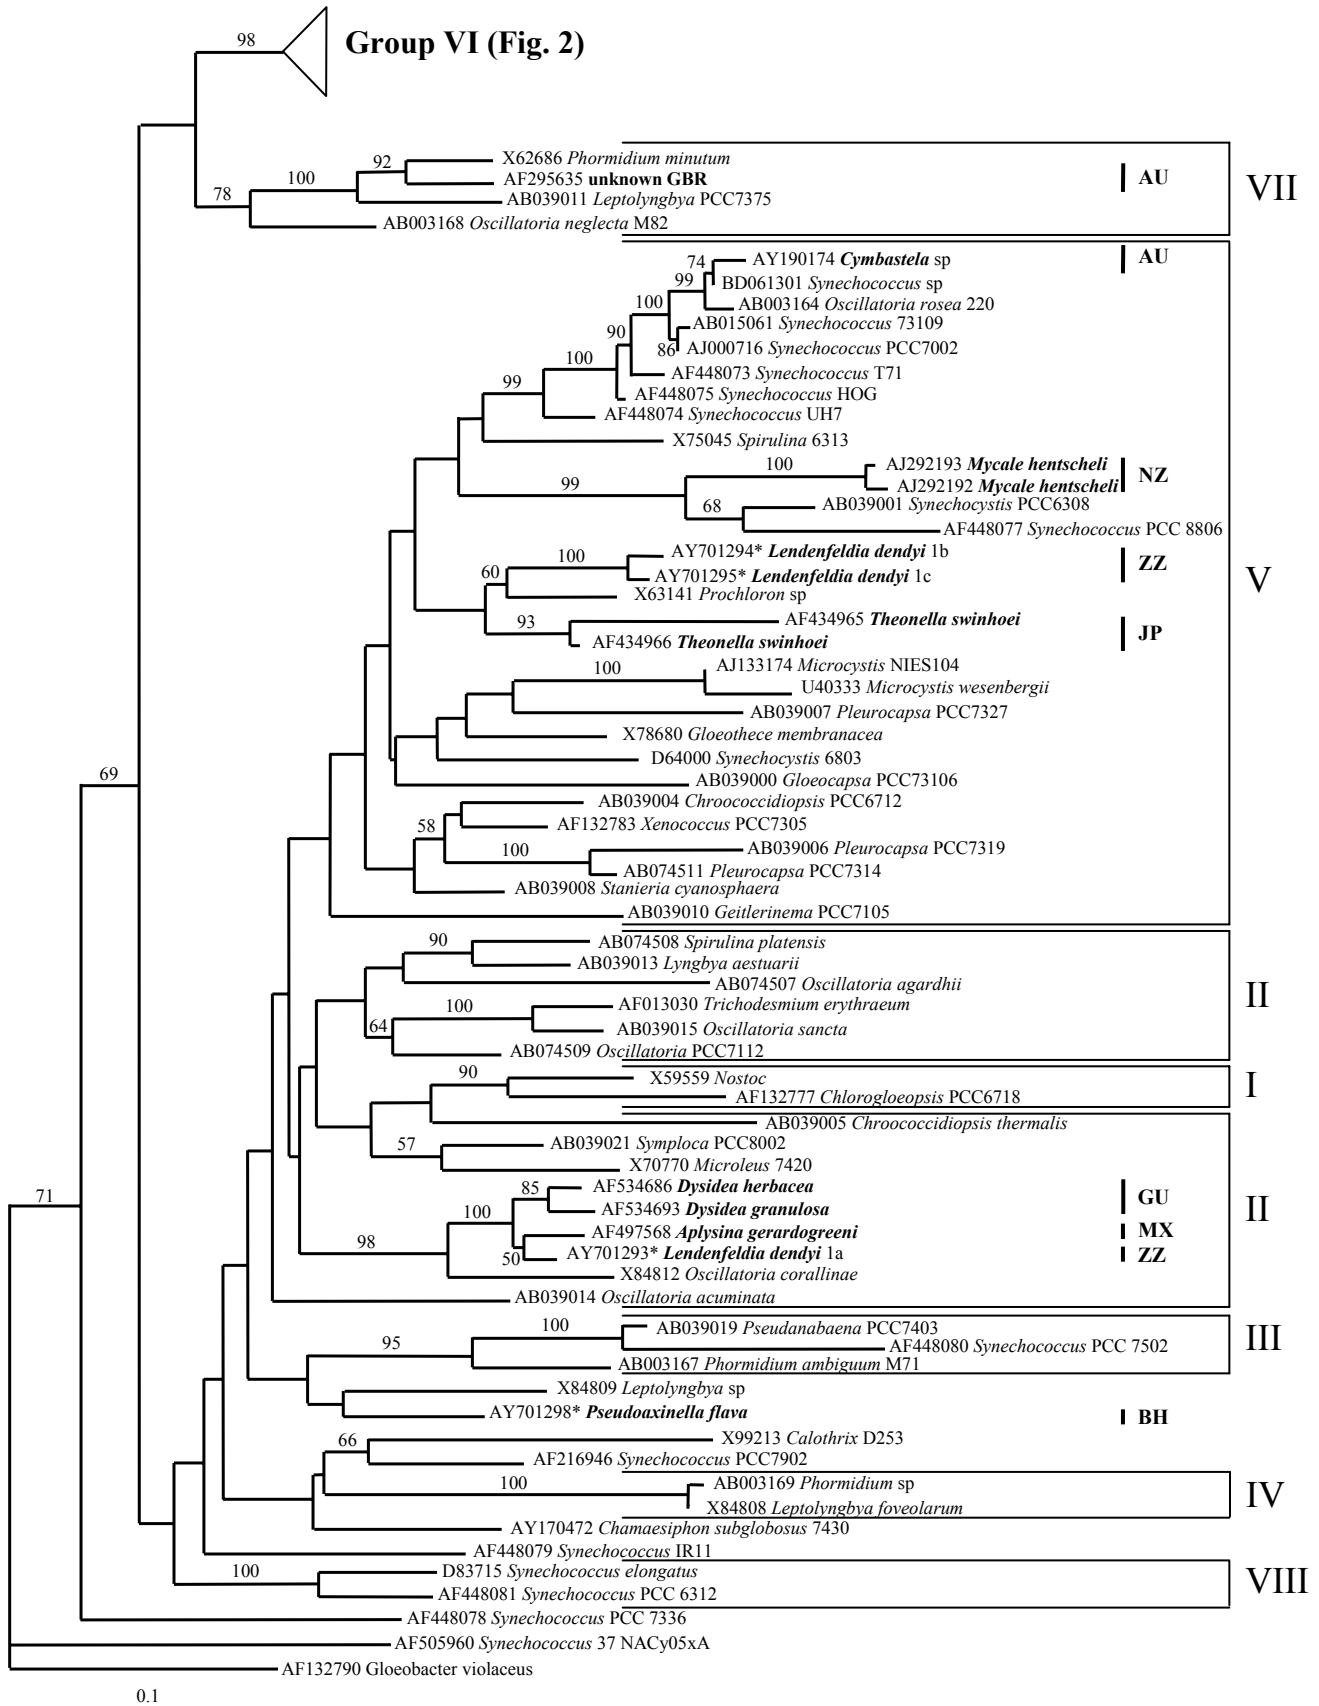 98
Group VI (Fig. 2)
X62686 Phormidium minutum
92
AF295635 unknown GBR
AU
100
VII
78
AB039011 Leptolyngbya PCC7375
AB003168 Oscillatoria neglecta M82
74
AY190174 Cymbastela sp
AU
99
BD061301 Synechococcus sp
100
AB003164 Oscillatoria rosea 220
90
AB015061 Synechococcus 73109
86
AJ000716 Synechococcus PCC7002
100
AF448073 Synechococcus T71
99
AF448075 Synechococcus HOG
AF448074 Synechococcus UH7
X75045 Spirulina 6313
100
AJ292193 Mycale hentscheli
NZ
99
AJ292192 Mycale hentscheli
68
AB039001 Synechocystis PCC6308
AF448077 Synechococcus PCC 8806
100
AY701294* Lendenfeldia dendyi 1b
ZZ
60
AY701295* Lendenfeldia dendyi 1c
V
X63141 Prochloron sp
93
AF434965 Theonella swinhoei
JP
AF434966 Theonella swinhoei
100
AJ133174 Microcystis NIES104
U40333 Microcystis wesenbergii
AB039007 Pleurocapsa PCC7327
X78680 Gloeothece membranacea
D64000 Synechocystis 6803
69
AB039000 Gloeocapsa PCC73106
AB039004 Chroococcidiopsis PCC6712
58
AF132783 Xenococcus PCC7305
100
AB039006 Pleurocapsa PCC7319
AB074511 Pleurocapsa PCC7314
AB039008 Stanieria cyanosphaera
AB039010 Geitlerinema PCC7105
90
AB074508 Spirulina platensis
AB039013 Lyngbya aestuarii
AB074507 Oscillatoria agardhii
II
100
AF013030 Trichodesmium erythraeum
64
AB039015 Oscillatoria sancta
AB074509 Oscillatoria PCC7112
90
X59559 Nostoc
I
AF132777 Chlorogloeopsis PCC6718
AB039005 Chroococcidiopsis thermalis
57
AB039021 Symploca PCC8002
X70770 Microleus 7420
71
85
AF534686 Dysidea herbacea
GU
100
AF534693 Dysidea granulosa
II
98
AF497568 Aplysina gerardogreeni
MX
50
AY701293* Lendenfeldia dendyi 1a
ZZ
X84812 Oscillatoria corallinae
AB039014 Oscillatoria acuminata
100
AB039019 Pseudanabaena PCC7403
III
95
AF448080 Synechococcus PCC 7502
AB003167 Phormidium ambiguum M71
X84809 Leptolyngbya sp
AY701298* Pseudoaxinella flava
BH
66
X99213 Calothrix D253
AF216946 Synechococcus PCC7902
100
AB003169 Phormidium sp
IV
X84808 Leptolyngbya foveolarum
AY170472 Chamaesiphon subglobosus 7430
AF448079 Synechococcus IR11
100
D83715 Synechococcus elongatus
VIII
AF448081 Synechococcus PCC 6312
AF448078 Synechococcus PCC 7336
AF505960 Synechococcus 37 NACy05xA
AF132790 Gloeobacter violaceus
0.1